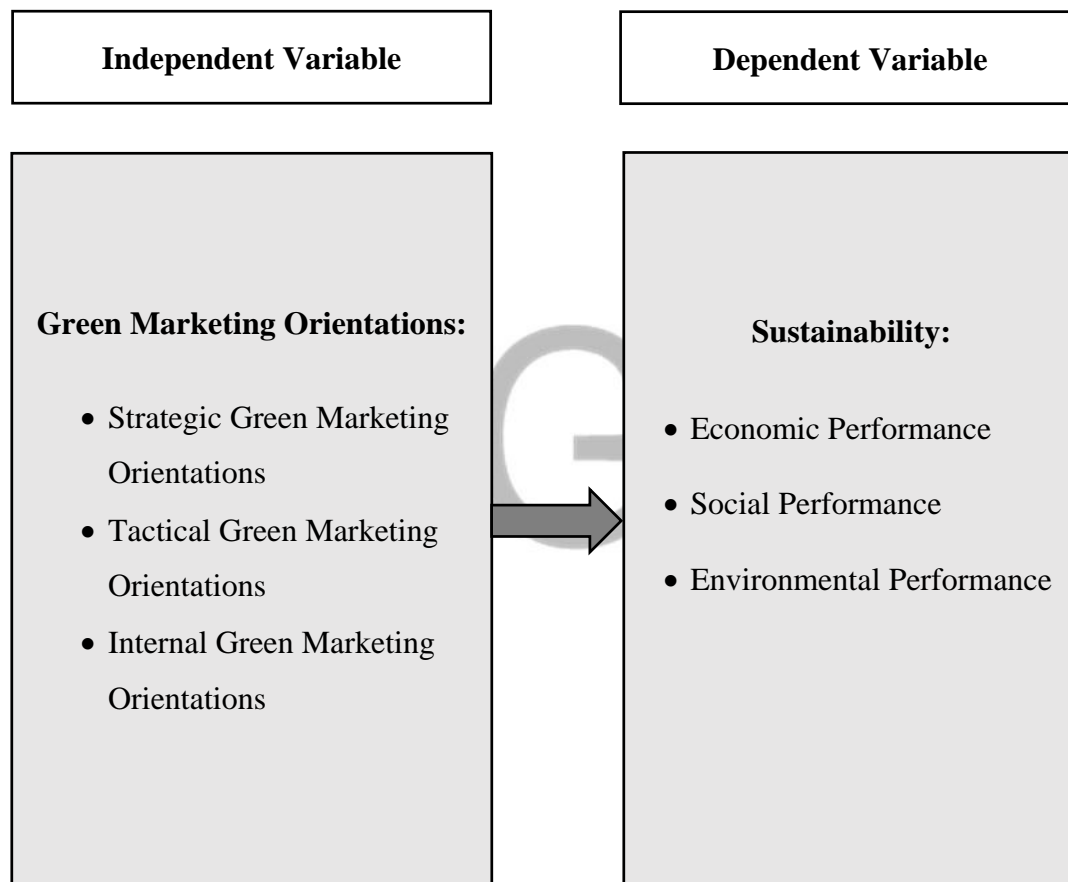 Independent Variable
Dependent Variable
Green Marketing Orientations:
• Strategic Green Marketing
Orientations
• Tactical Green Marketing
Orientations
• Internal Green Marketing
Orientations
Sustainability:
• Economic Performance
• Social Performance
• Environmental Performance
G